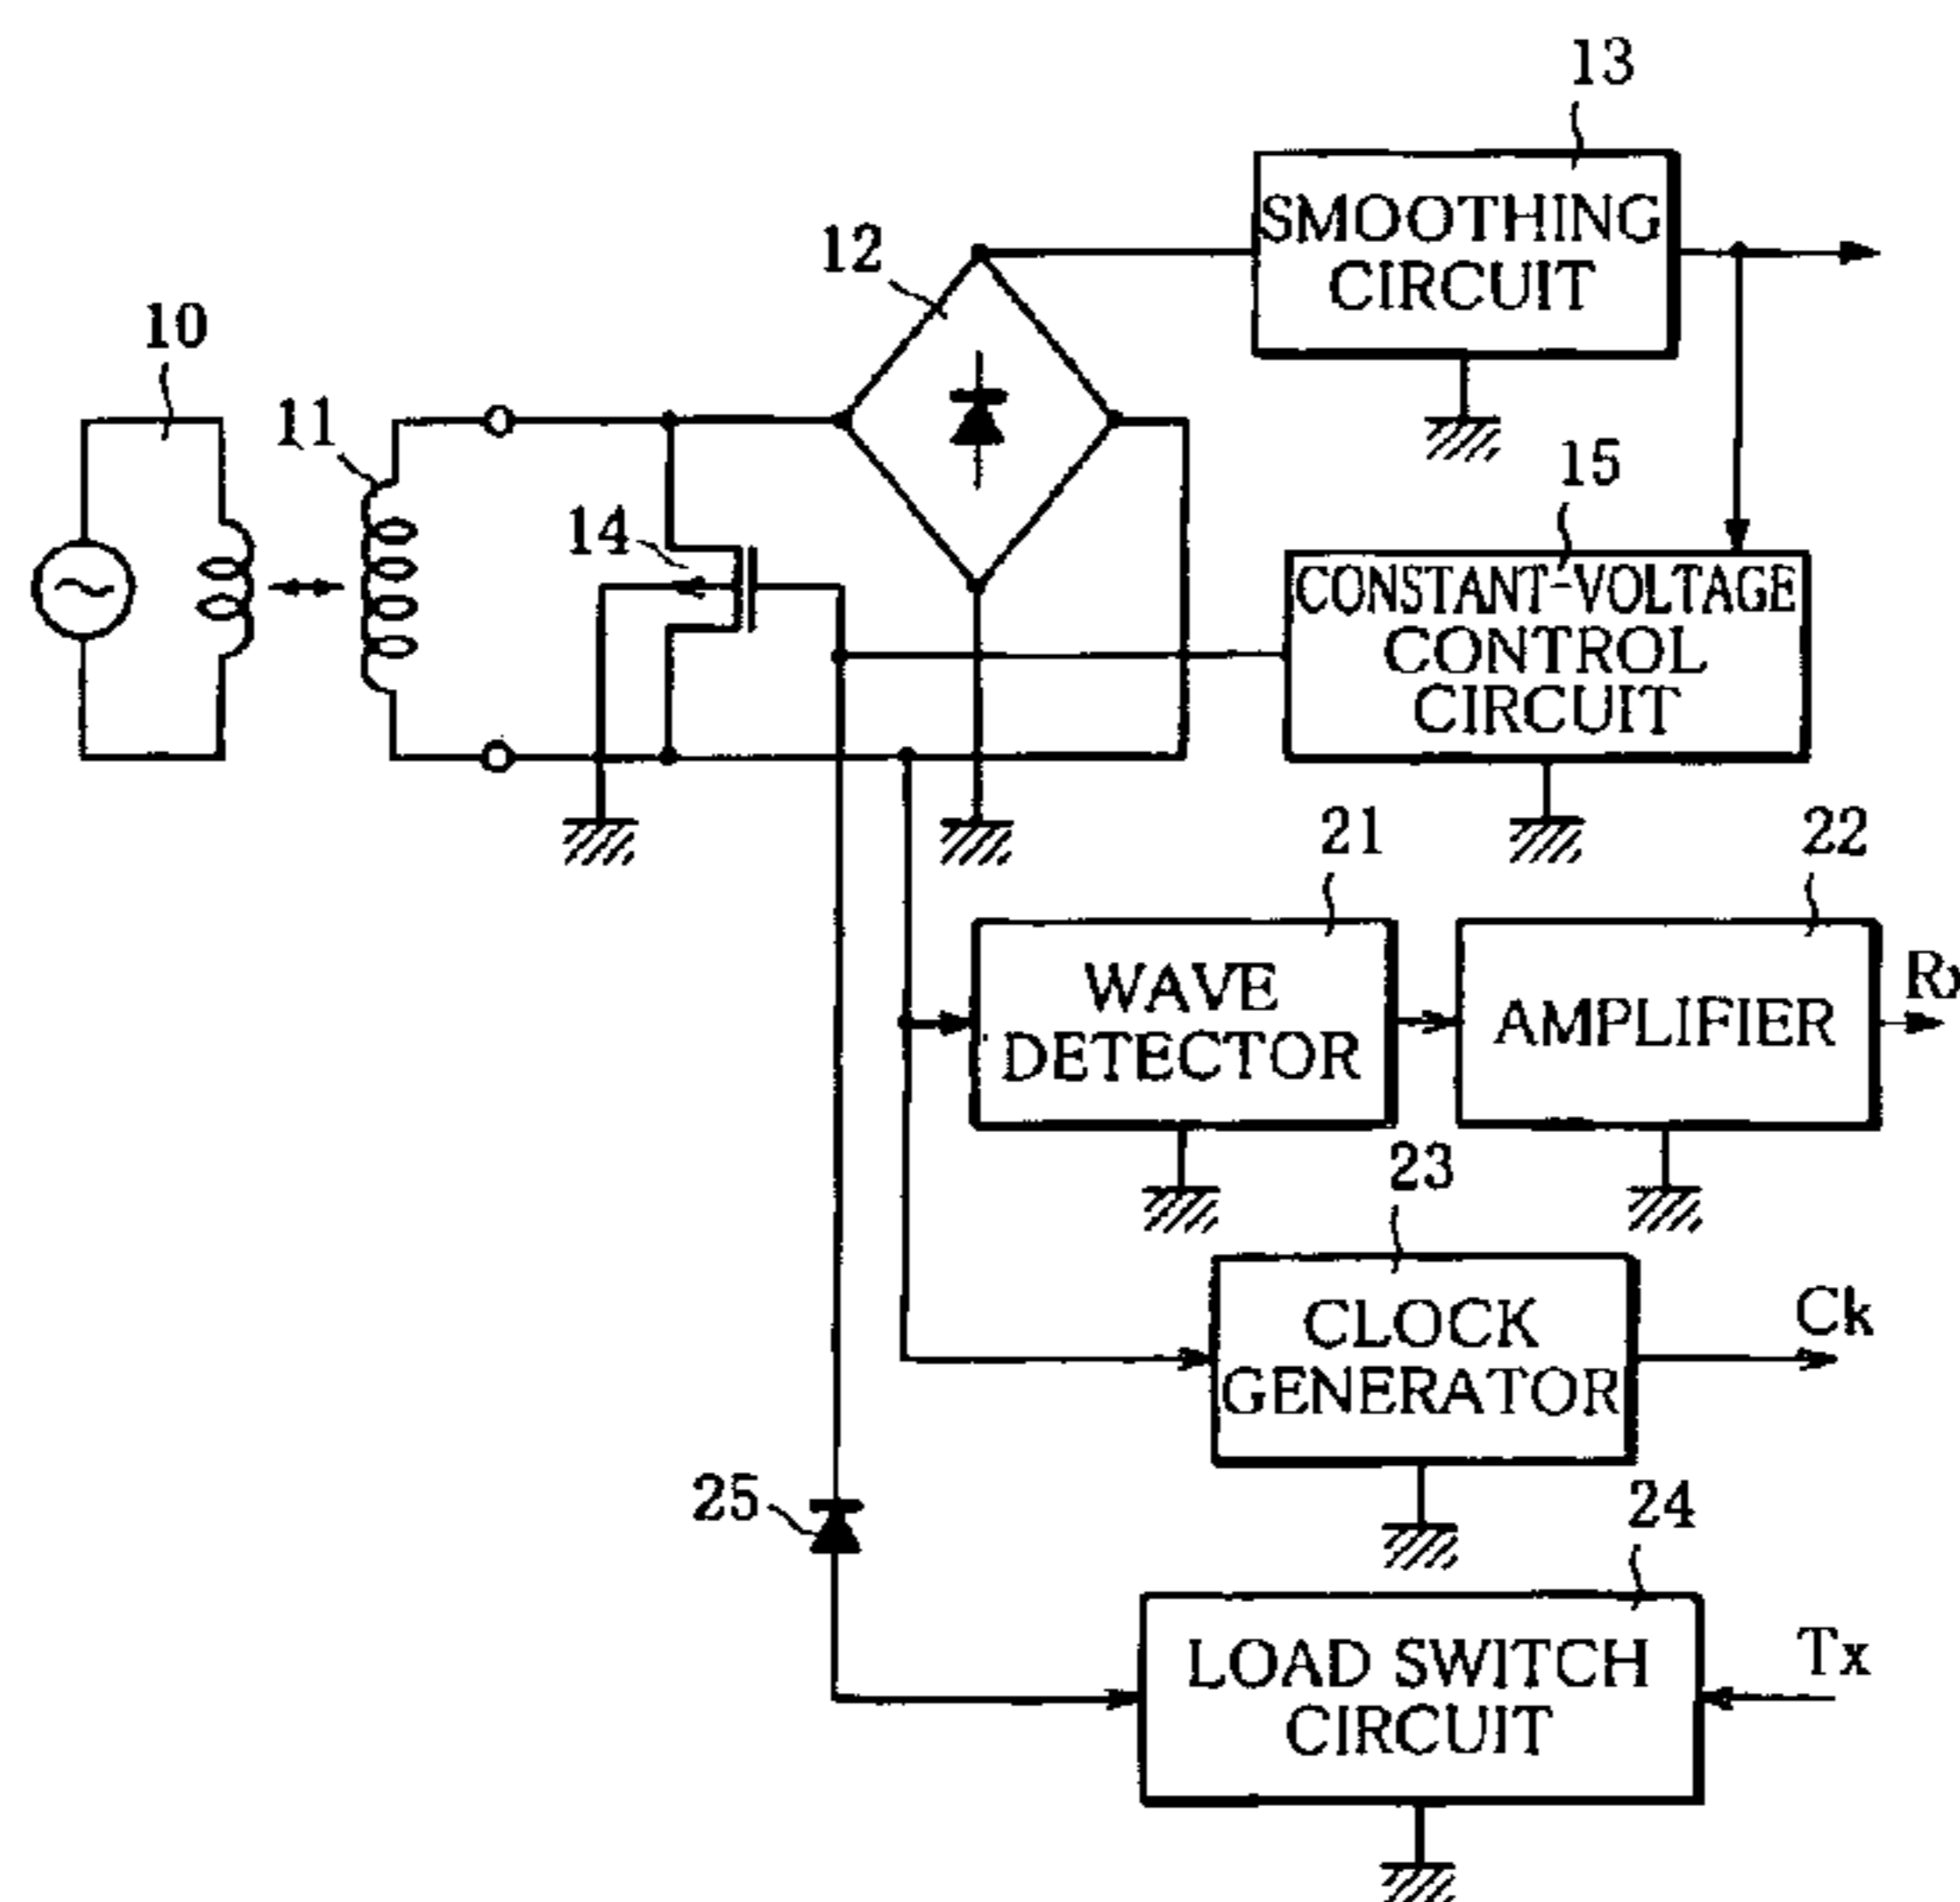 13
SMOOTHING
CIRCUIT
12
10
11
15
14
CONSTANT-VOLTAGE
CONTROL
CIRCUIT
21
22
WAVE
DETECTOR
AMPLIFIER
23
CLOCK
GENERATOR
Ck
25
24
LOAD SWITCH
CIRCUIT
Tx